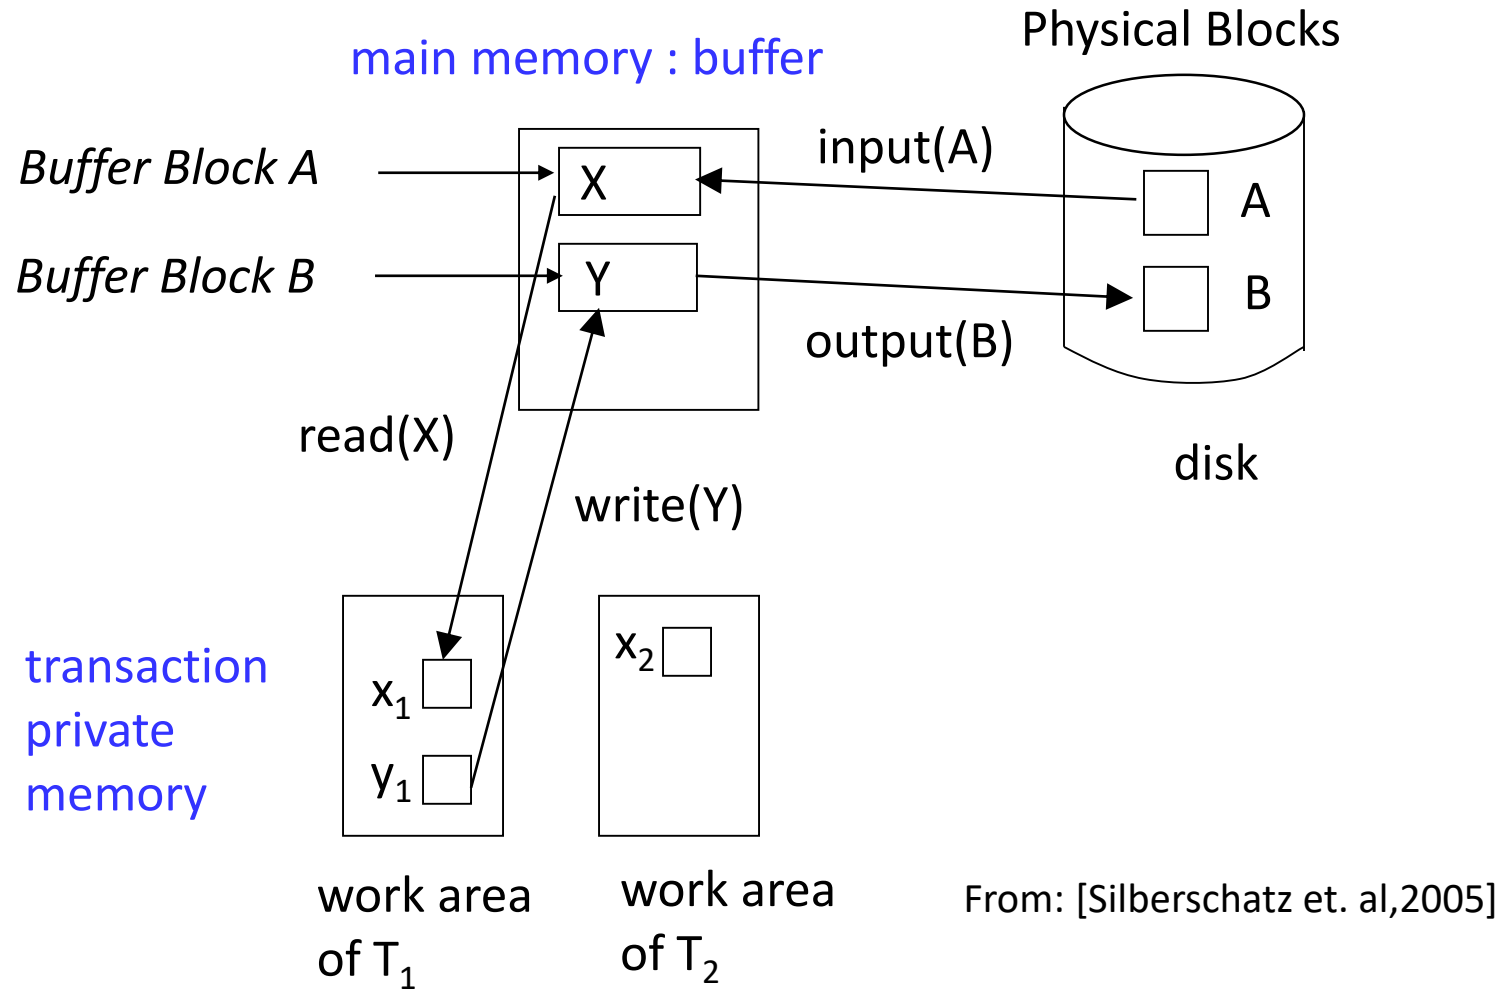 Physical Blocks
main memory : buffer
input(A)
Buffer Block A
X
A
Buffer Block B
Y
B
output(B)
read(X)
disk
write(Y)
x₂
transaction
private
memory
x₁
y₁
work area
of T₁
work area
of T₂
From: [Silberschatz et. al,2005]